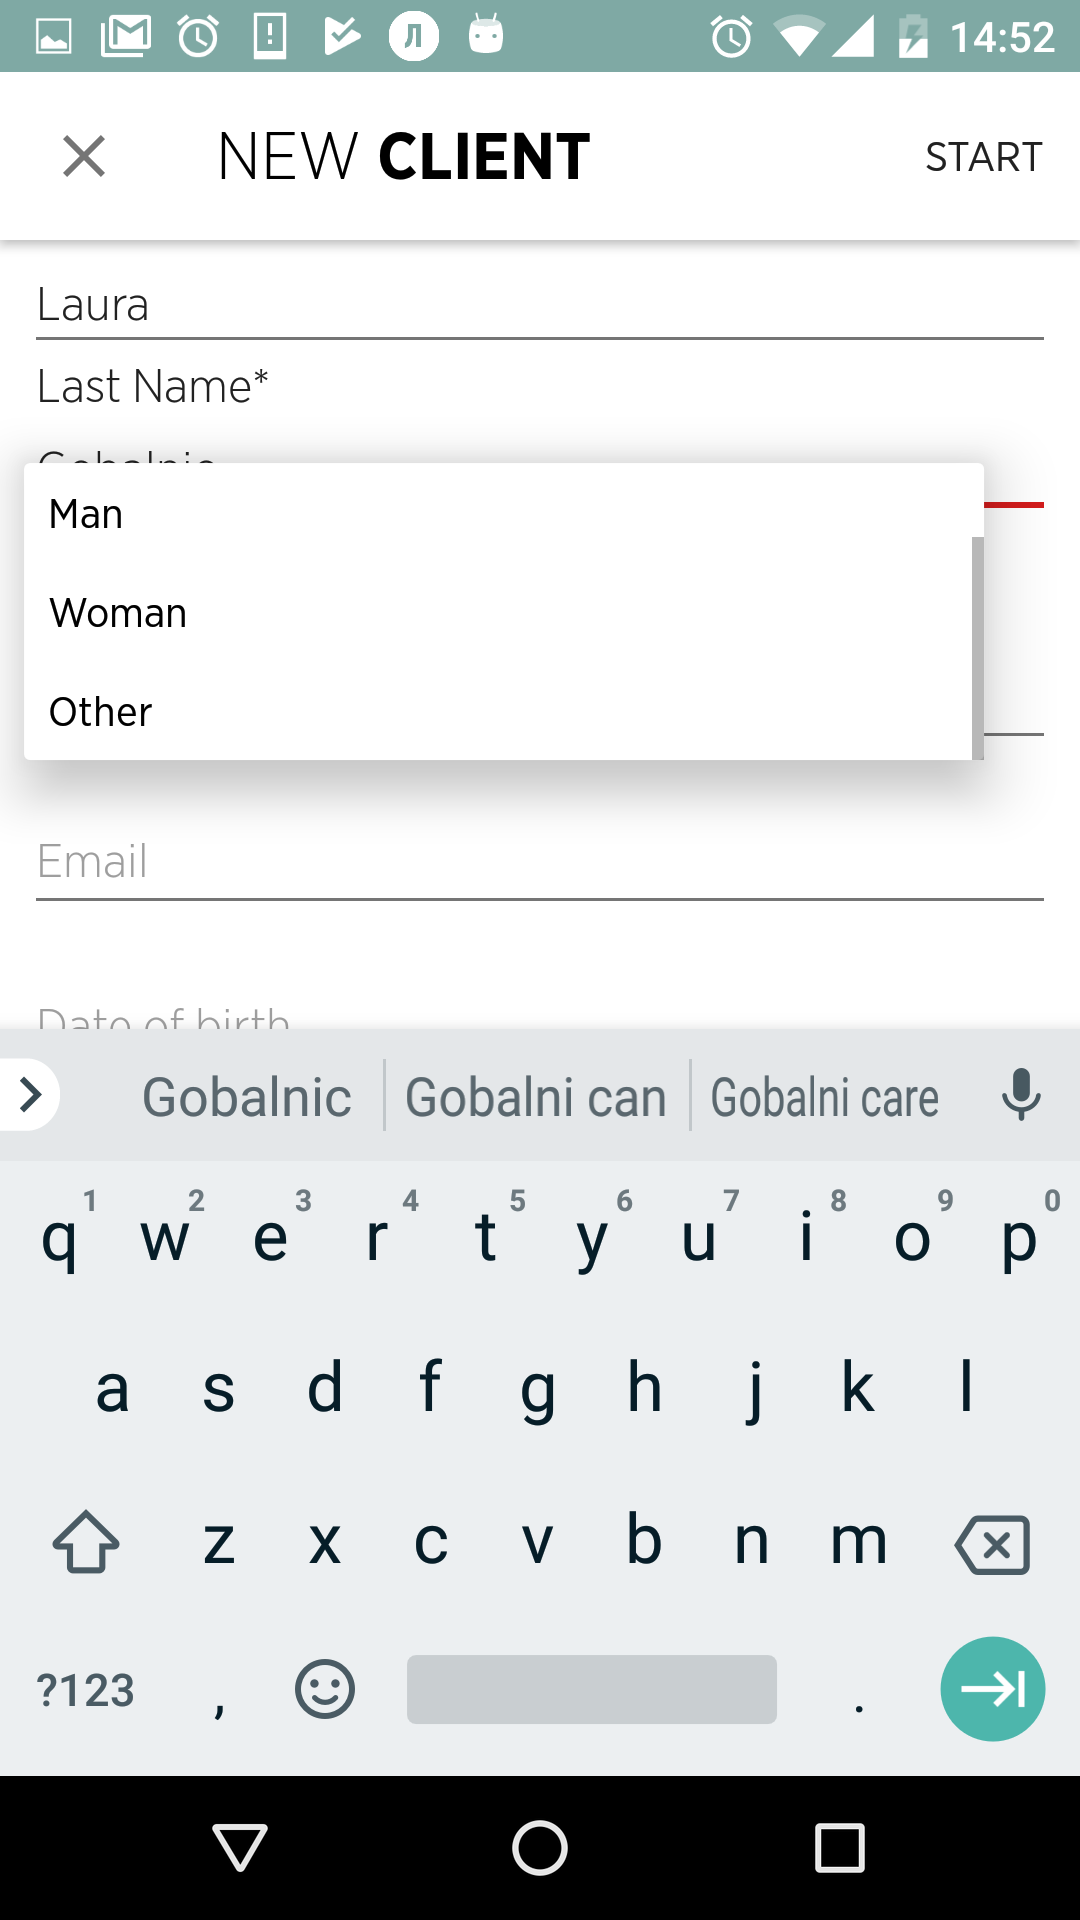 14:52
NEW CLIENT
START
Laura
Last Name*
Gobalnic
Man
Woman
Other
Email
Date of birth
Gobalnic Gobalni can Gobalni care
1 2 3 4 5 6 7 8 9 0
q w e r t y u i o p
a s d f g h j k l
z x c v b n m
?123 , .